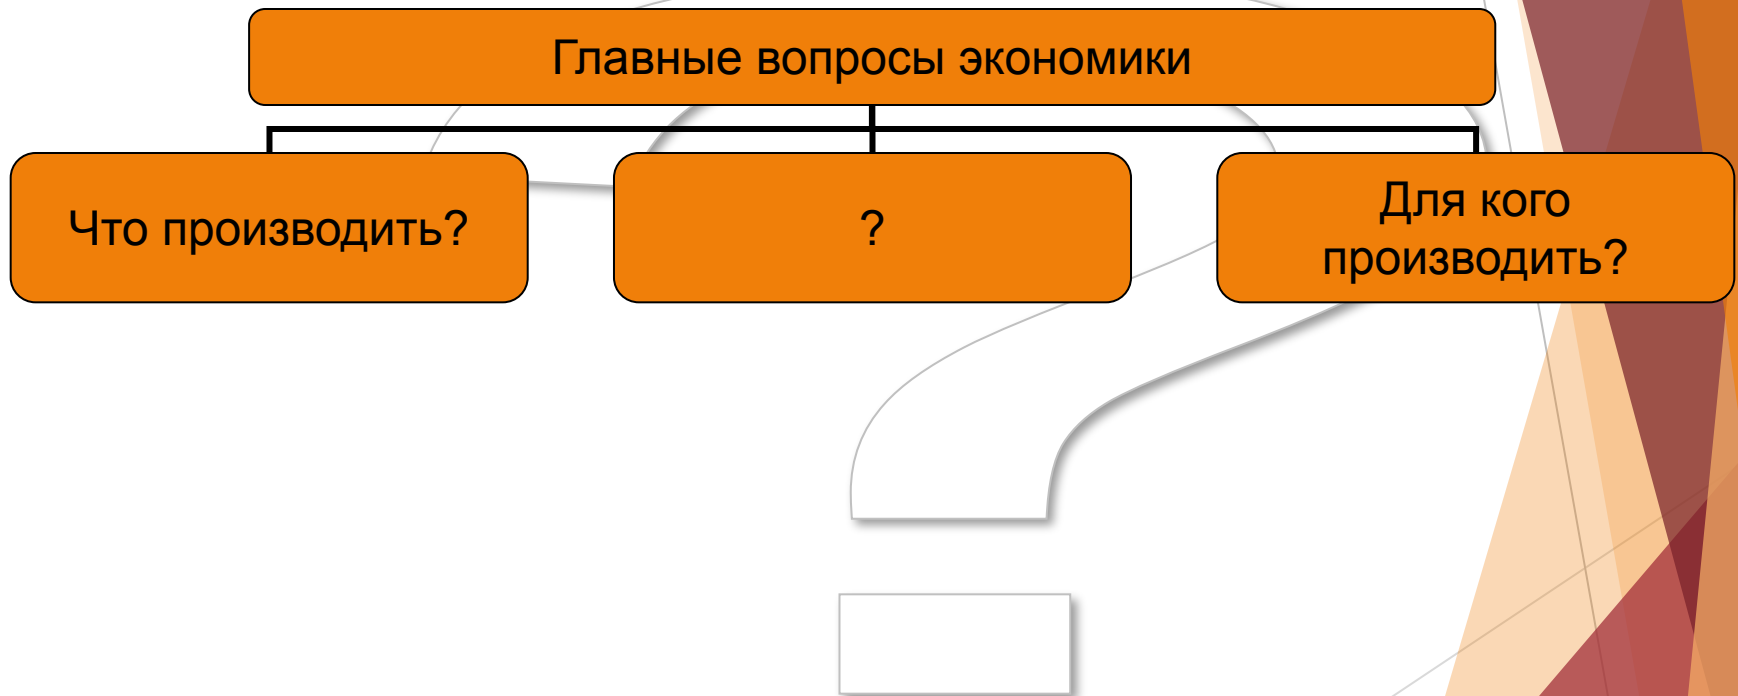 Главные вопросы экономики
Что производить?
?
Для кого
производить?